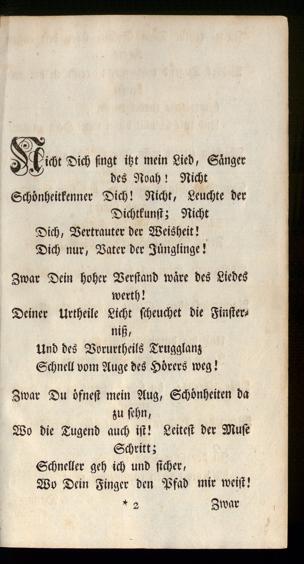 Nicht Dich singt itzt mein Lied, Sänger
des Noah! Nicht
Schönheitkenner Dich! Nicht, Leuchte der
Dichtkunst; Nicht
Dich, Vertrauter der Weisheit!
Dich nur, Vater der Jünglinge!
Zwar Dein hoher Verstand wäre des Liedes
werth!
Deiner Urtheile Licht scheuchet die Finster-
niß,
Und des Vorurtheils Trugglanz
Schnell vom Auge des Hörers weg!
Zwar Du öfnest mein Aug, Schönheiten da
zu sehn,
Wo die Tugend auch ist! Leitest der Muse
Schritt;
Schneller geh ich und sicher,
Wo Dein Finger den Pfad mir weist!
* 2 Zwar